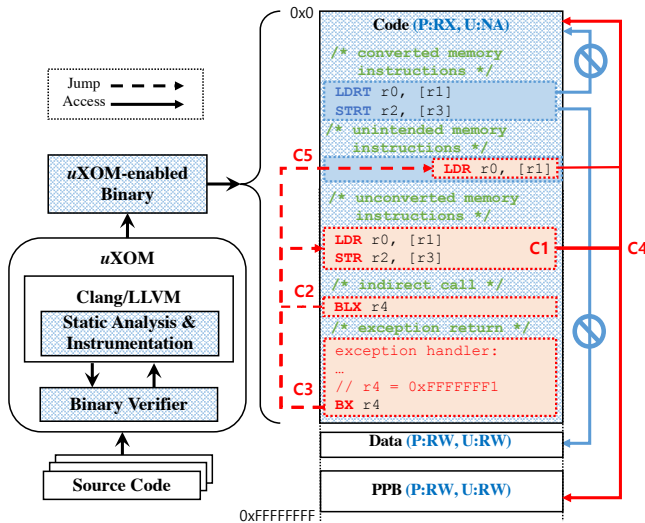 0x0
Code (P:RX, U:NA)
Jump
Access
/* converted memory
instructions */
LDRT r0, [r1]
STRT r2, [r3]
/* unintended memory
instructions */
C5
LDR r0, [r1]
uXOM-enabled
Binary
/* unconverted memory
instructions */
LDR r0, [r1]
STR r2, [r3]
C1
C4
uXOM
Clang/LLVM
Static Analysis &
Instrumentation
Binary Verifier
Source Code
C2
/* indirect call */
BLX r4
/* exception return */
exception handler:
…
// r4 = 0xFFFFFFF1
C3
BX r4
Data (P:RW, U:RW)
PPB (P:RW, U:RW)
0xFFFFFFFF